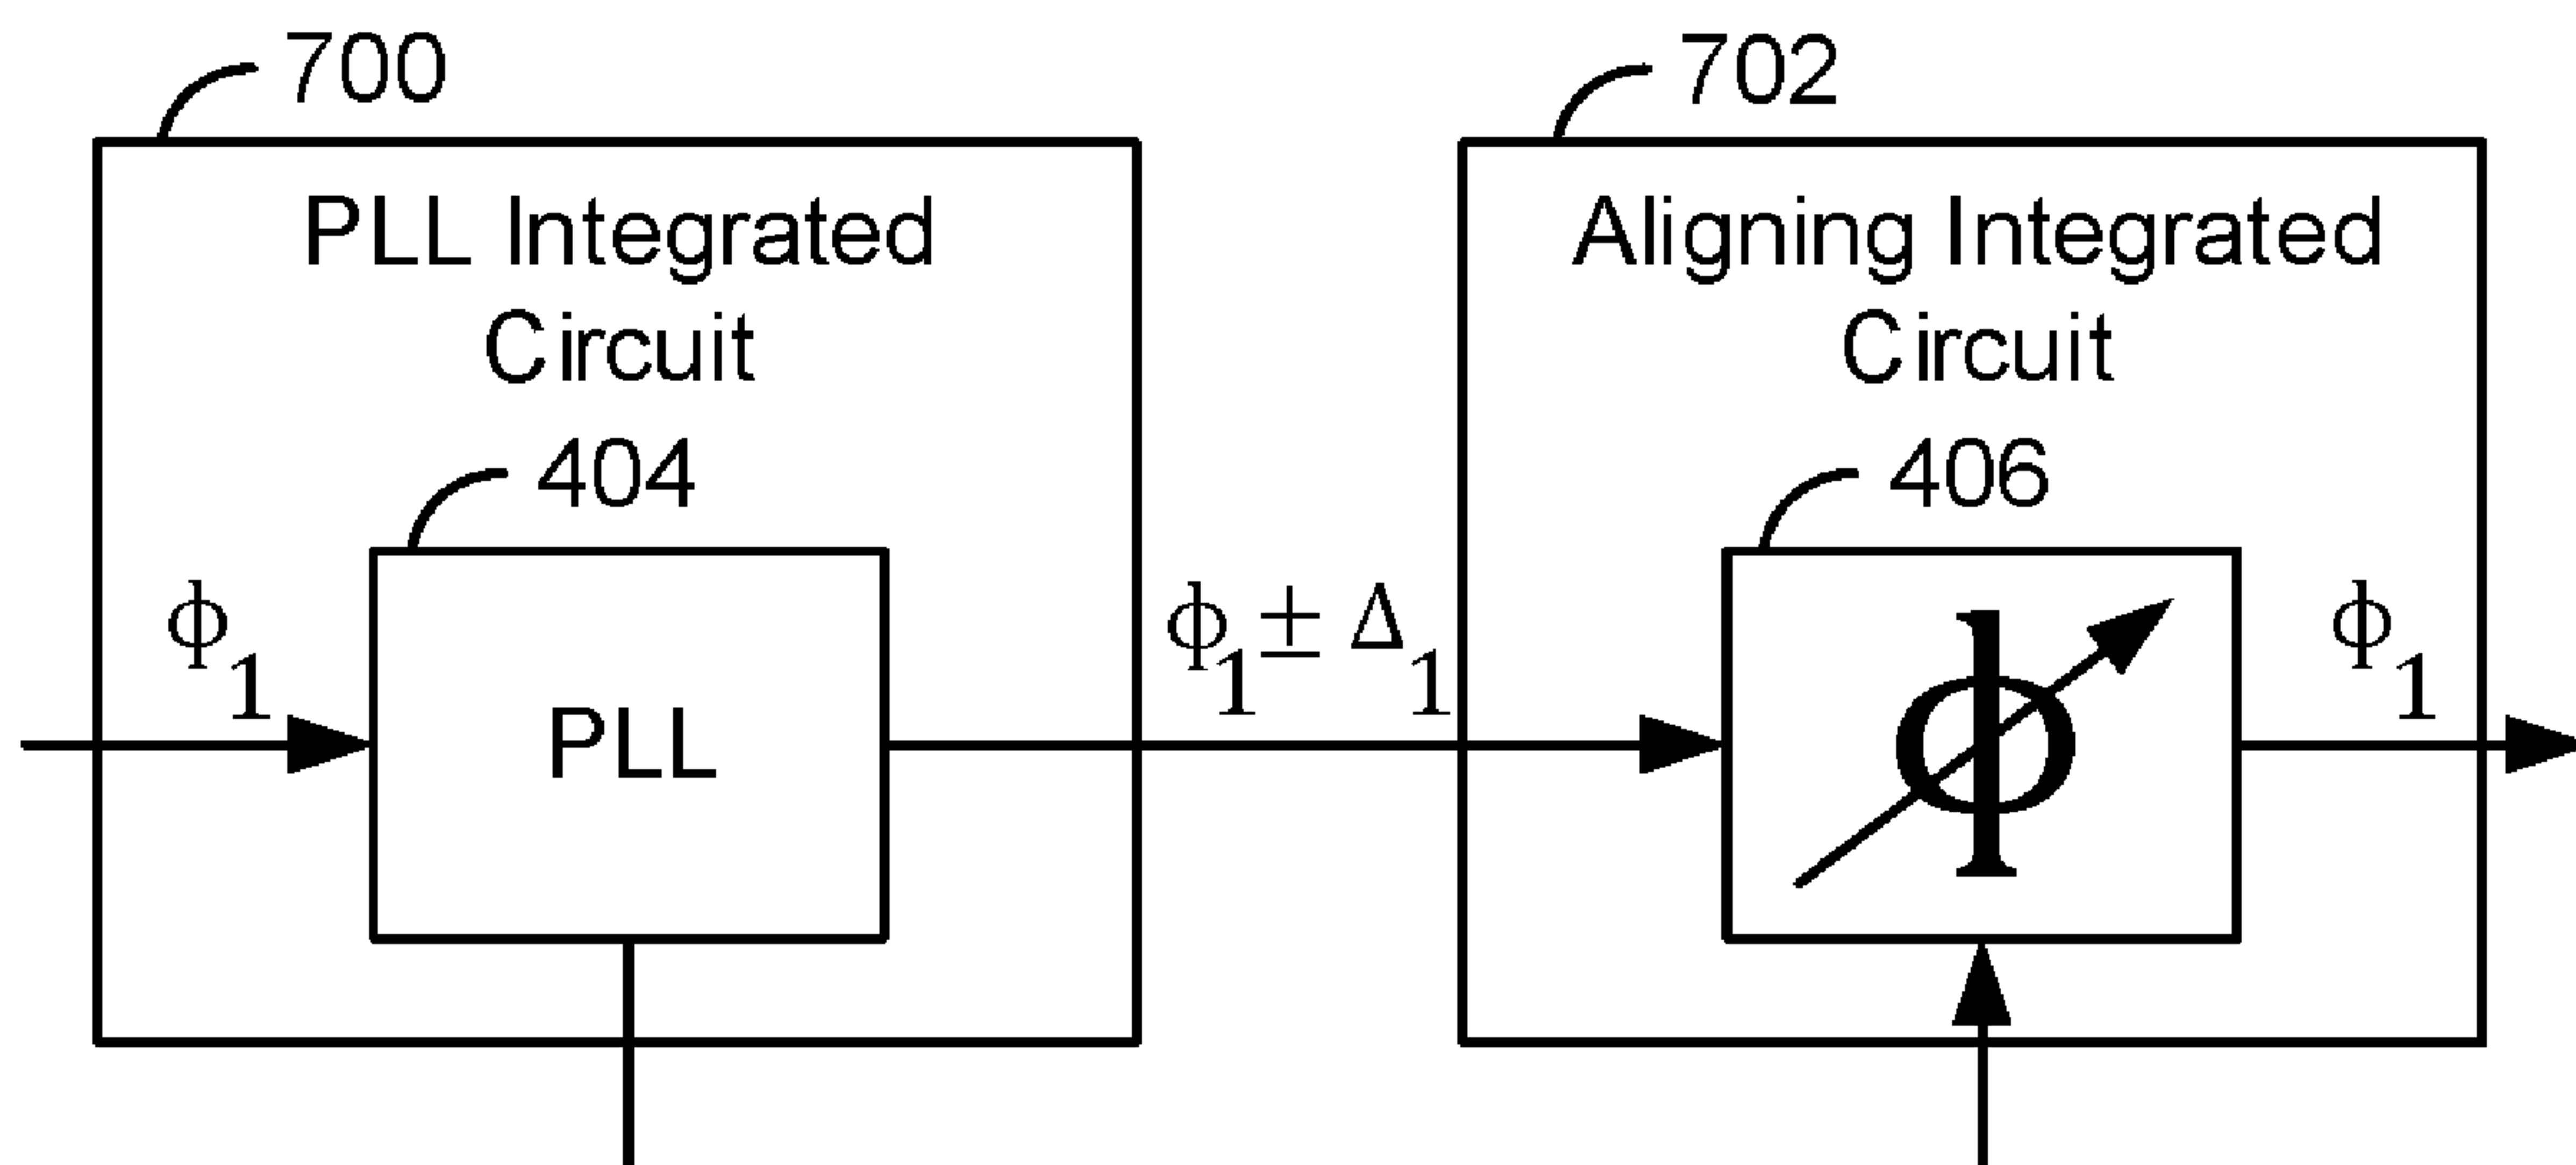 700
702
PLL Integrated
Circuit
Aligning Integrated
Circuit
404
406
ϕ₁
PLL
ϕ₁ ± Δ₁
ϕ
ϕ₁